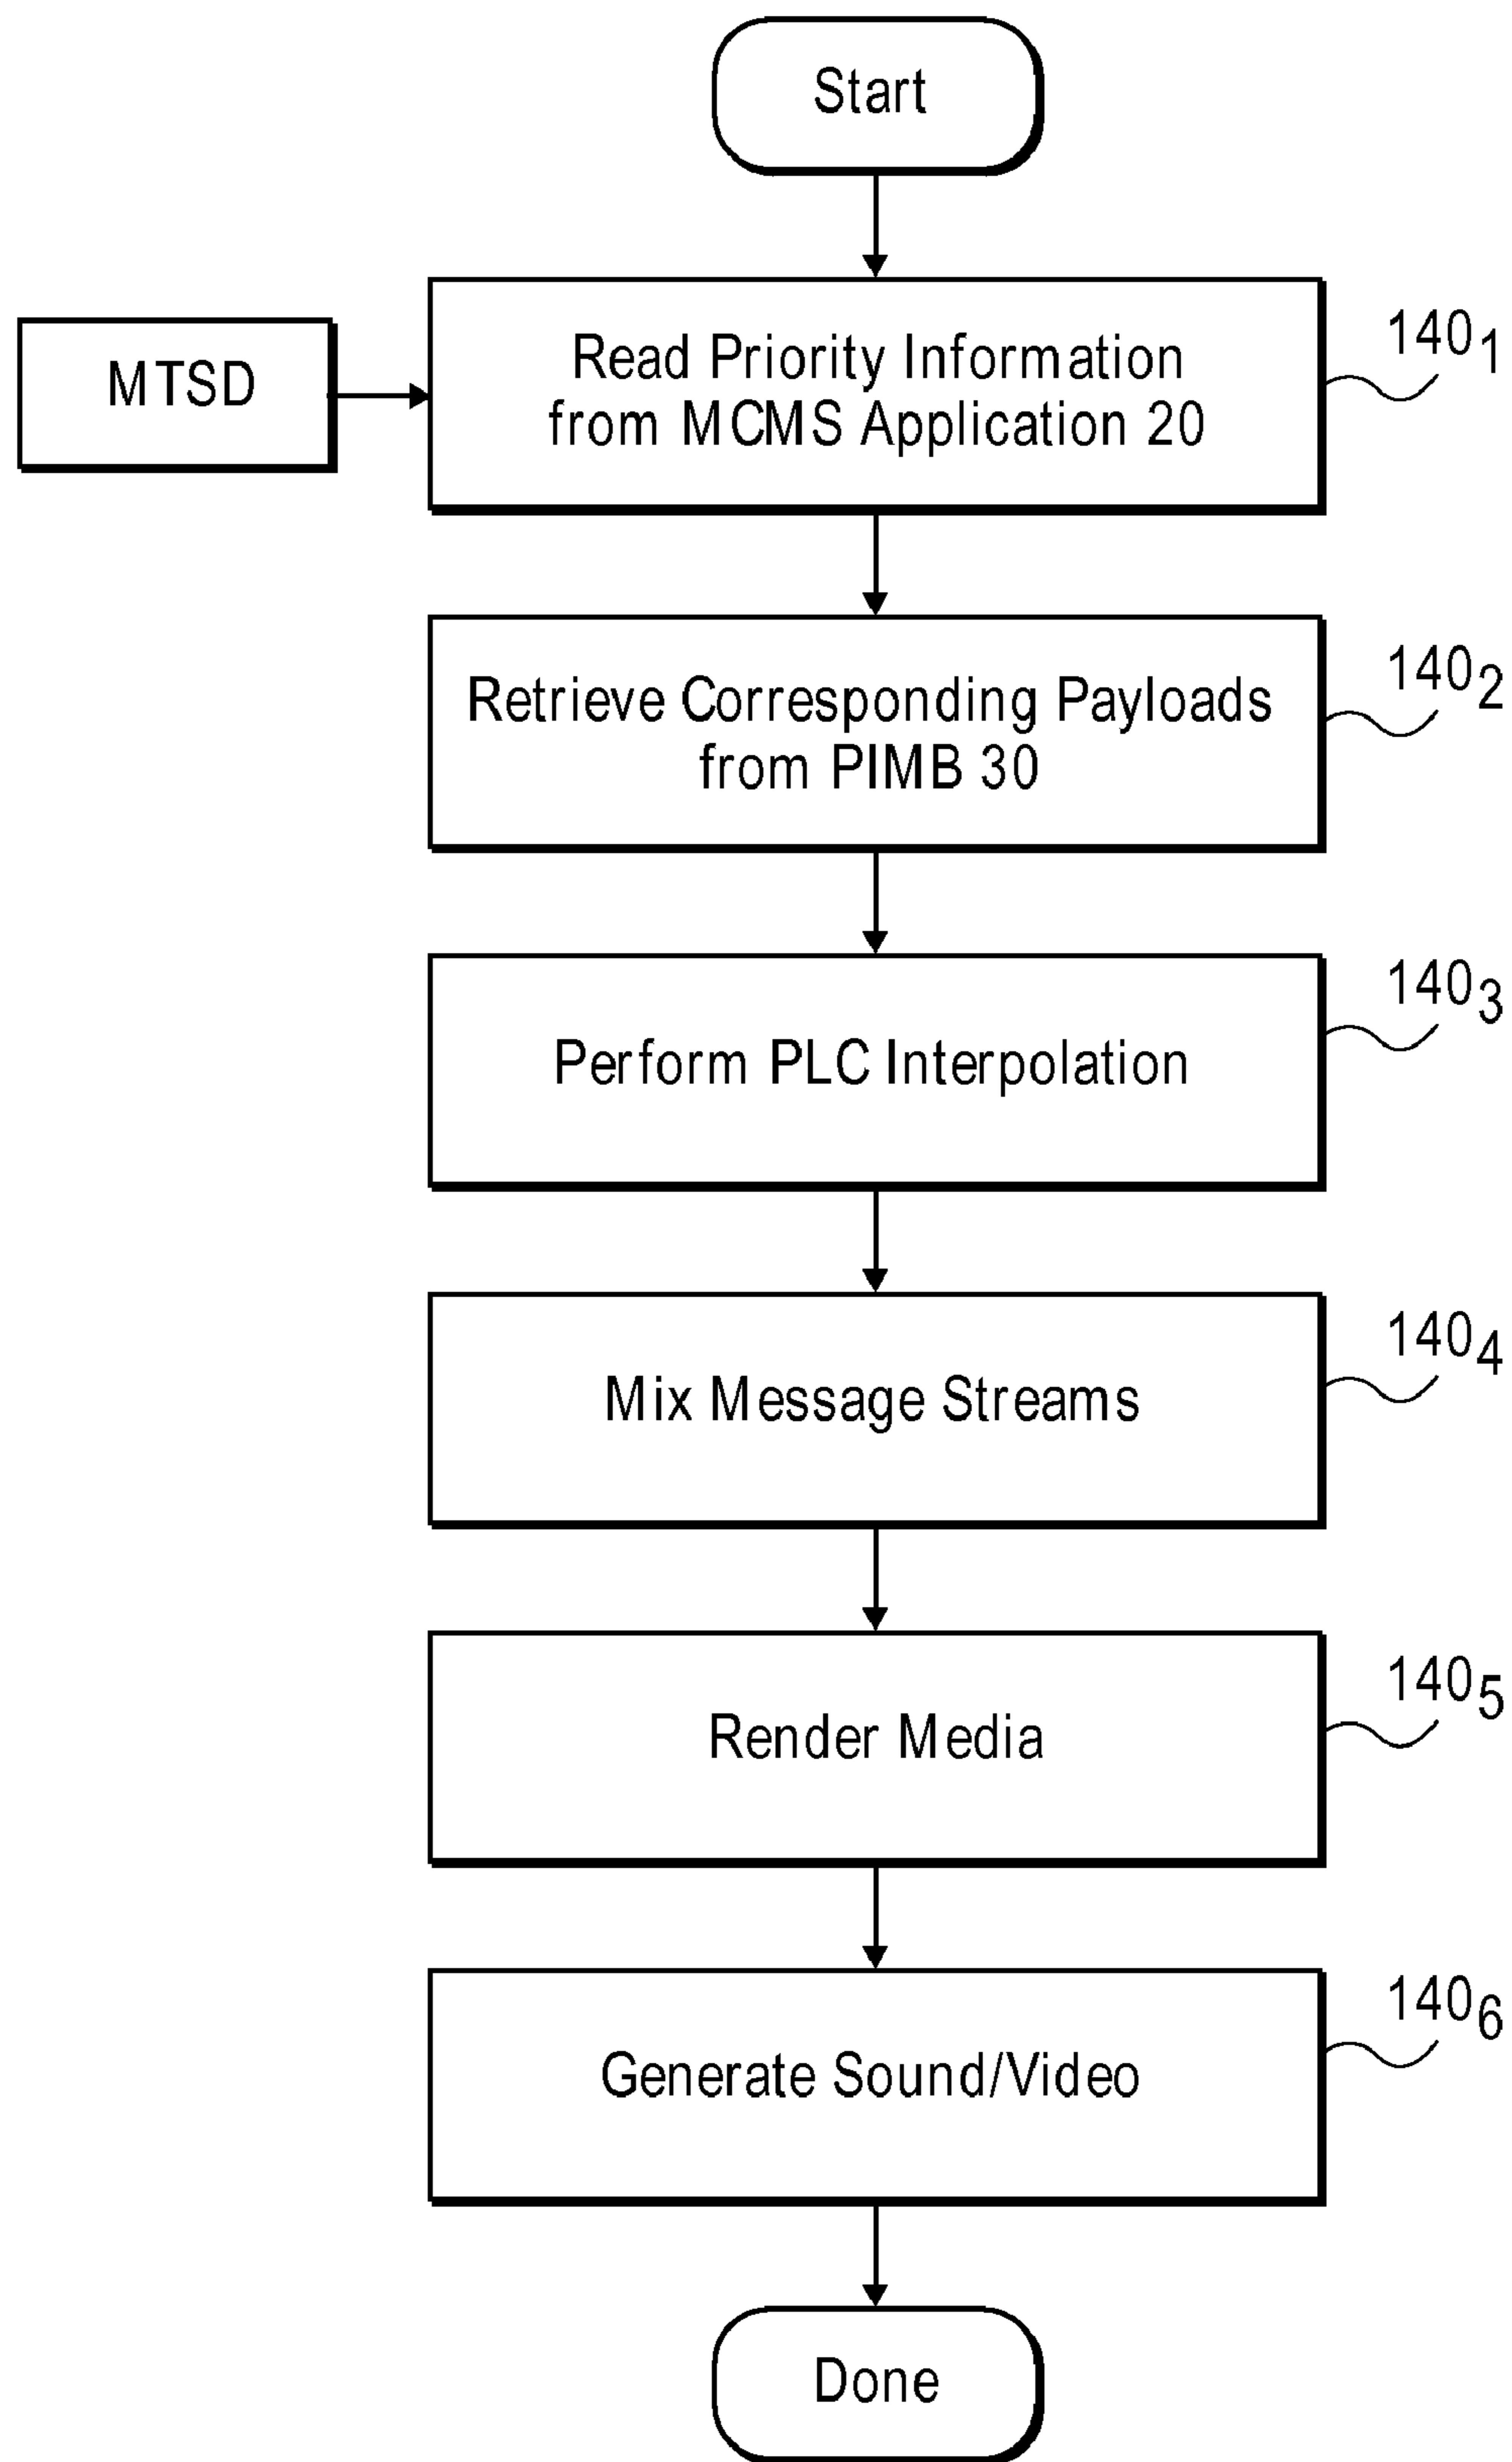 Start
MTSD
Read Priority Information
from MCMS Application 20
140₁
Retrieve Corresponding Payloads
from PIMB 30
140₂
Perform PLC Interpolation
140₃
Mix Message Streams
140₄
Render Media
140₅
Generate Sound/Video
140₆
Done